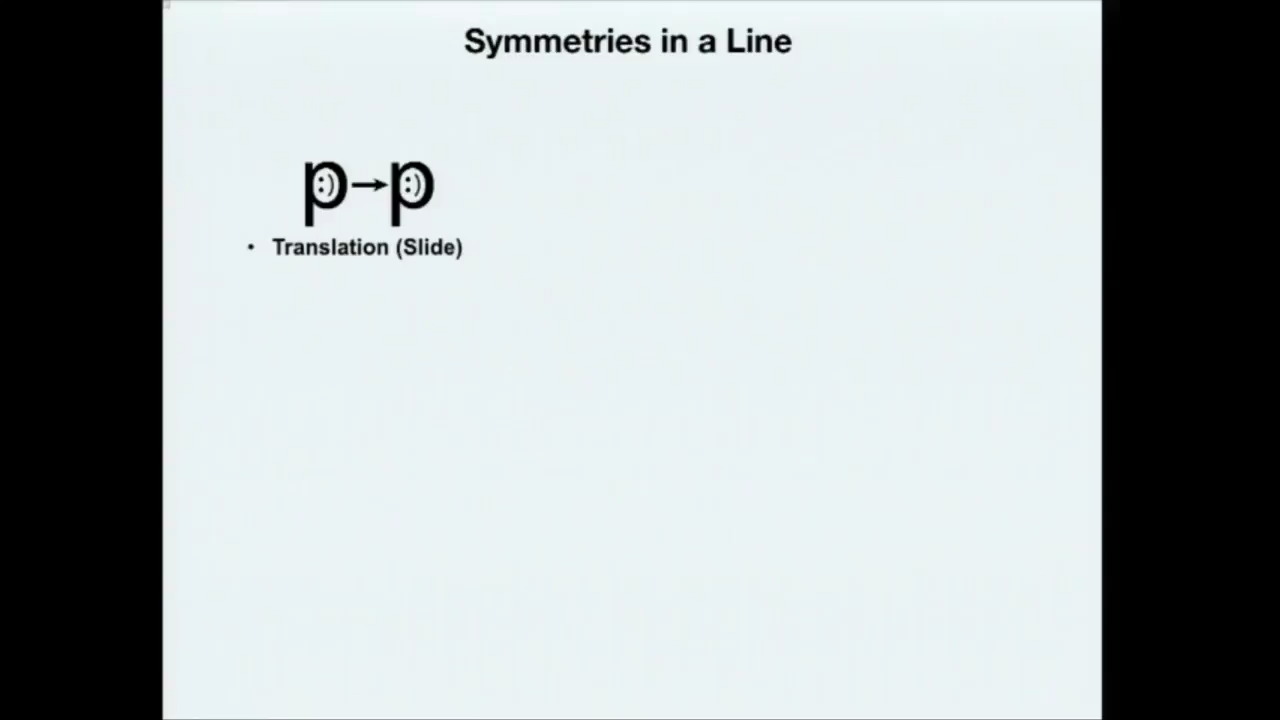 Symmetries in a Line
p:) → p:)
• Translation (Slide)